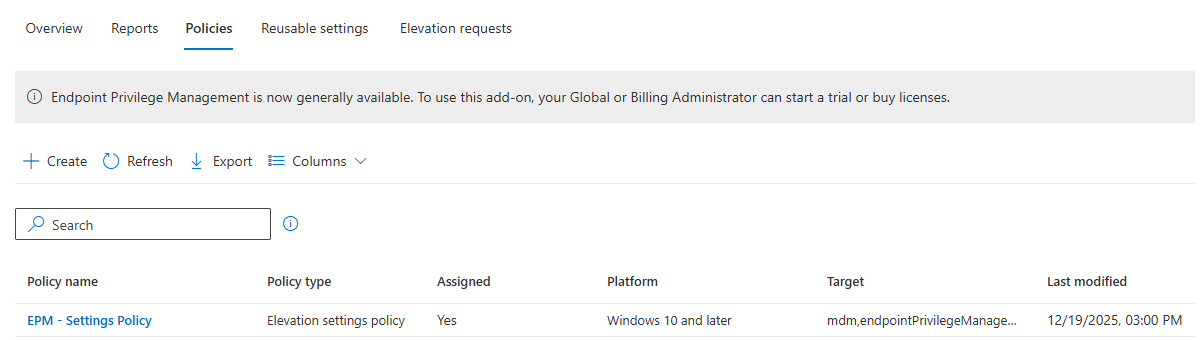 Overview Reports Policies Reusable settings Elevation requests
Endpoint Privilege Management is now generally available. To use this add-on, your Global or Billing Administrator can start a trial or buy licenses.
Create Refresh Export Columns
Search
Policy name Policy type Assigned Platform Target Last modified
EPM - Settings Policy Elevation settings policy Yes Windows 10 and later mdm,endpointPrivilegeManage... 12/19/2025, 03:00 PM